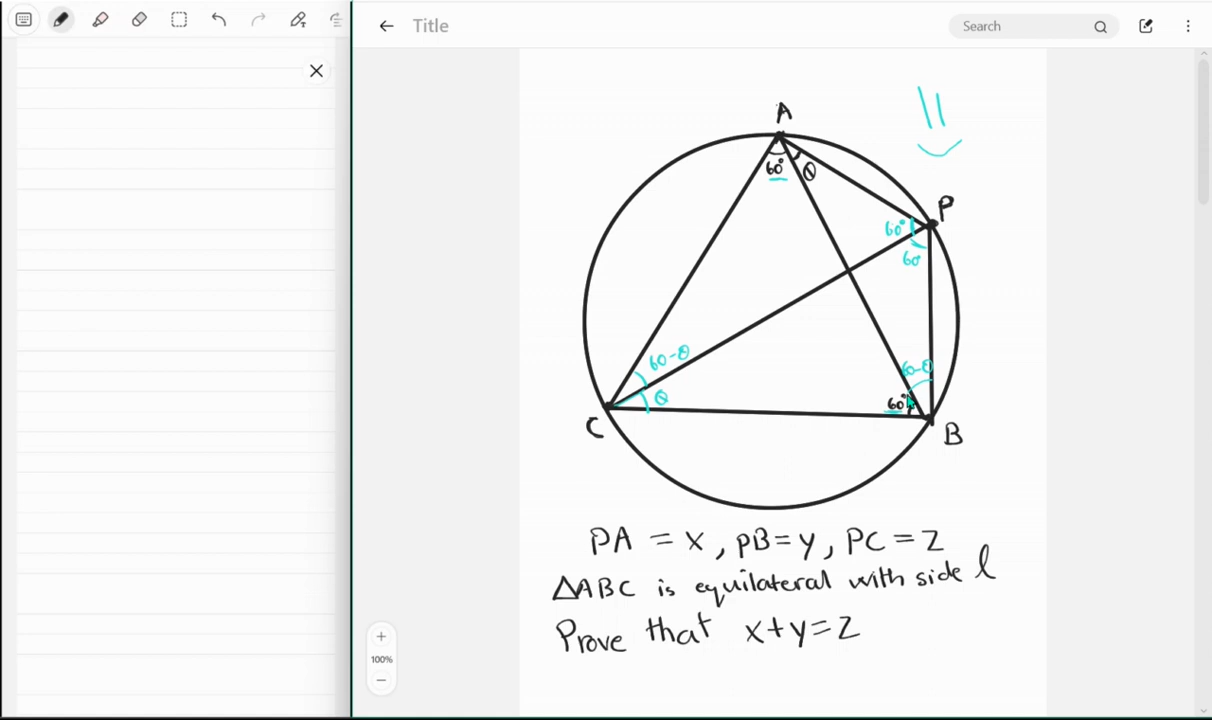 Title
Search
A
60°
θ
P
60°
60
60-θ
60-θ
θ
60°
C
B
PA = x, PB = y, PC = z
△ABC is equilateral with side l
Prove that x+y=z
100%